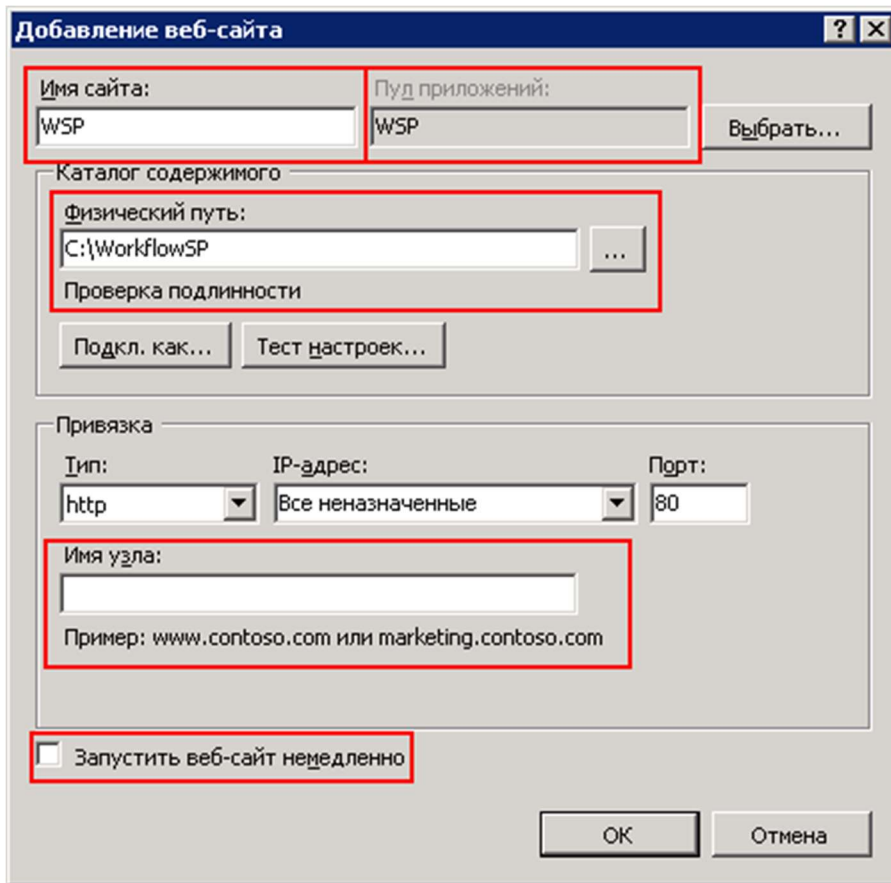 Добавление веб-сайта
Имя сайта: Пул приложений:
WSP WSP Выбрать...
Каталог содержимого
Физический путь:
C:\WorkflowSP ...
Проверка подлинности
Подкл. как... Тест настроек...
Привязка
Тип: IP-адрес: Порт:
http Все неназначенные 80
Имя узла:
Пример: www.contoso.com или marketing.contoso.com
Запустить веб-сайт немедленно
ОК Отмена